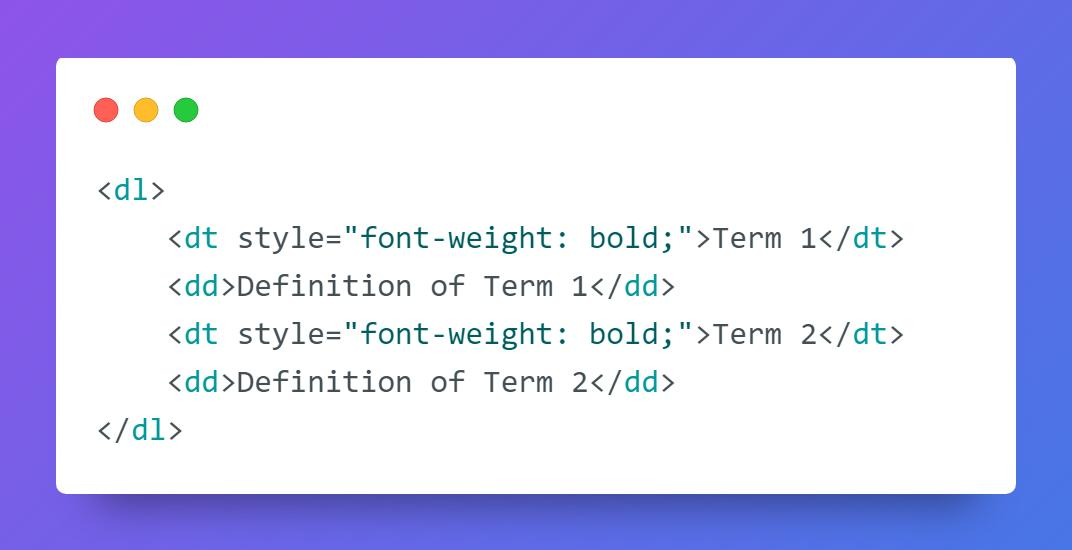 <dl>
    <dt style="font-weight: bold;">Term 1</dt>
    <dd>Definition of Term 1</dd>
    <dt style="font-weight: bold;">Term 2</dt>
    <dd>Definition of Term 2</dd>
</dl>